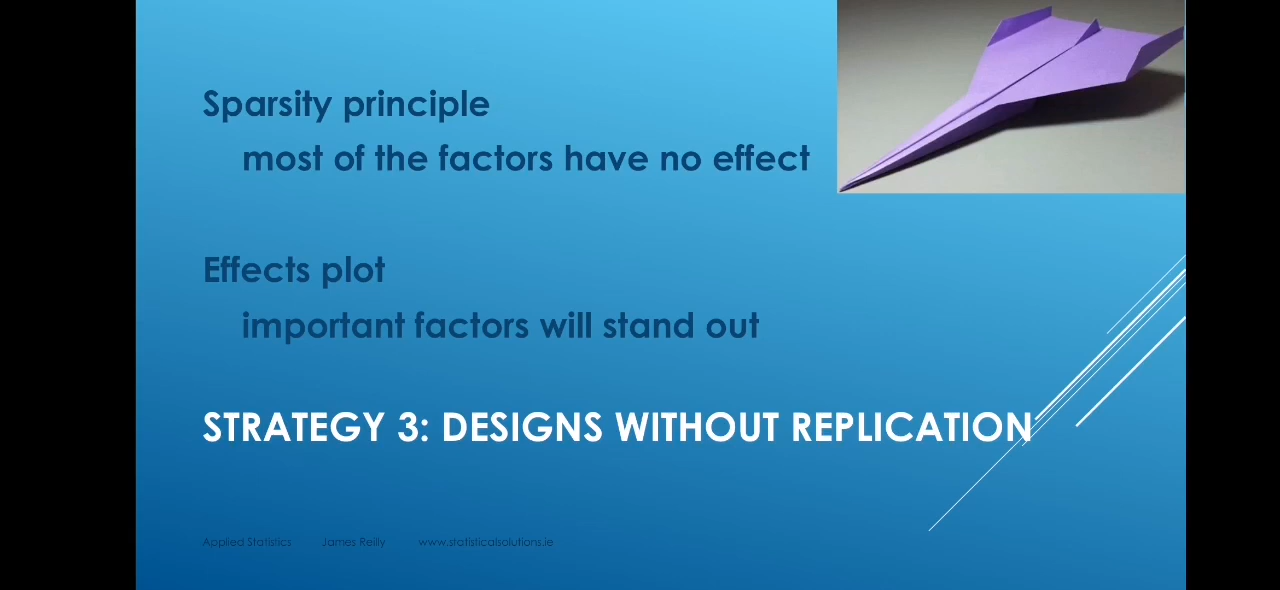 Sparsity principle
most of the factors have no effect
Effects plot
important factors will stand out
STRATEGY 3: DESIGNS WITHOUT REPLICATION
Applied Statistics James Reilly www.statisticalsolutions.ie